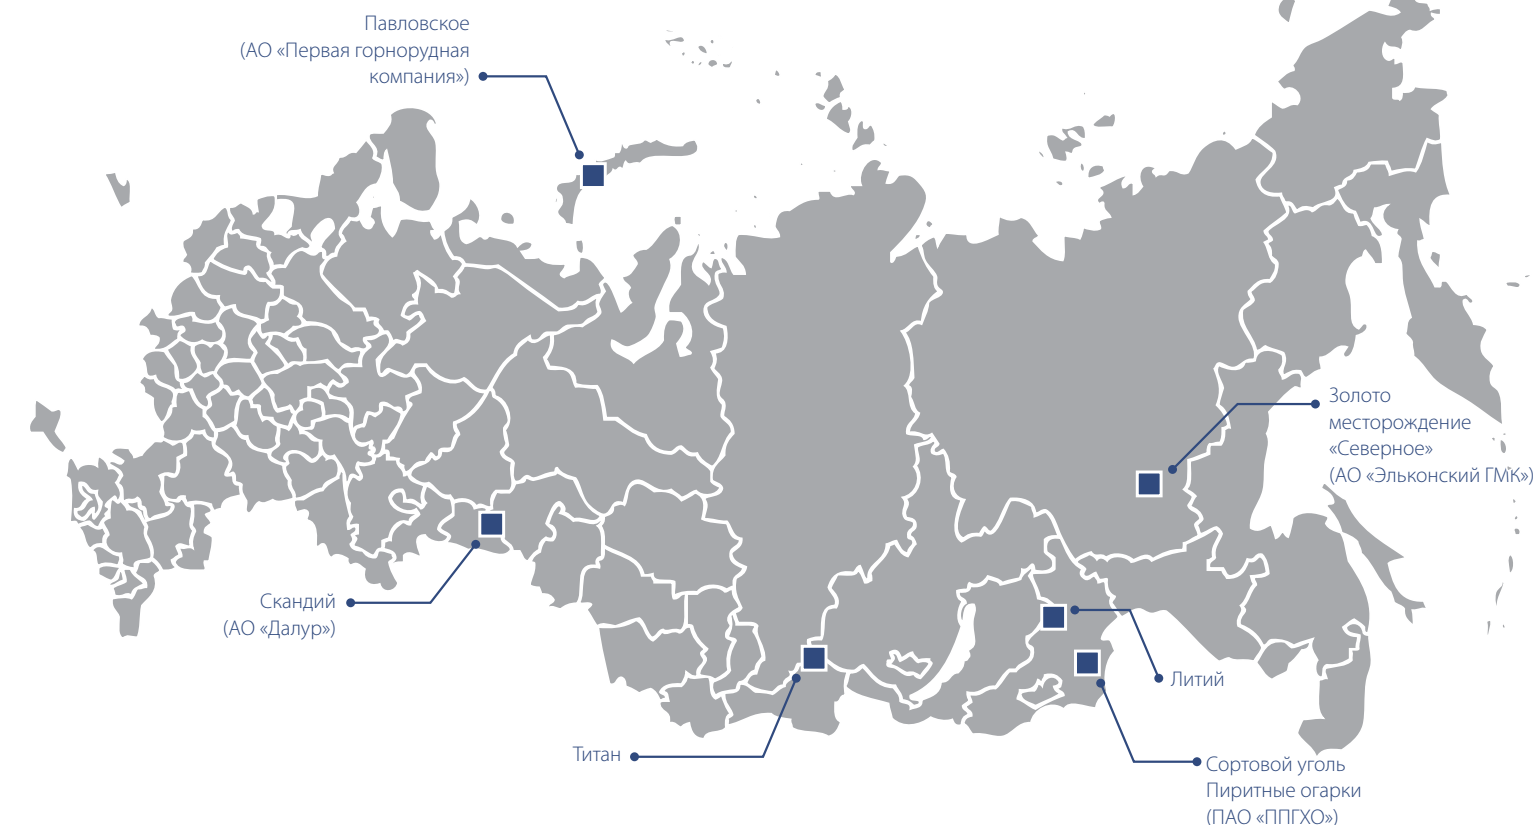 Павловское
(АО «Первая горнорудная
компания»)
Золото
месторождение
«Северное»
(АО «Эльконский ГМК»)
Скандий
(АО «Далур»)
Литий
Титан
Сортовой уголь
Пиритные огарки
(ПАО «ППГХО»)